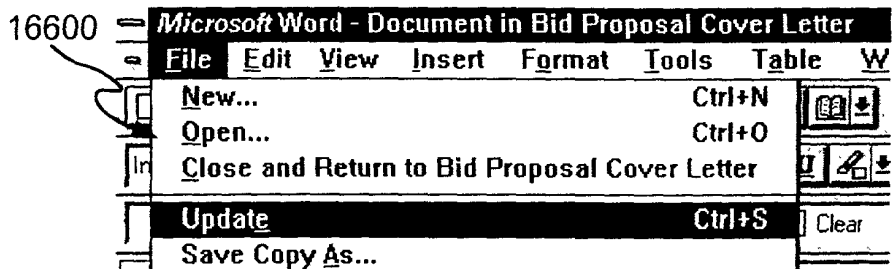 16600
Microsoft Word - Document in Bid Proposal Cover Letter
File Edit View Insert Format Tools Table W
New... Ctrl+N
Open... Ctrl+O
In Close and Return to Bid Proposal Cover Letter U
Update Ctrl+S Clear
Save Copy As...